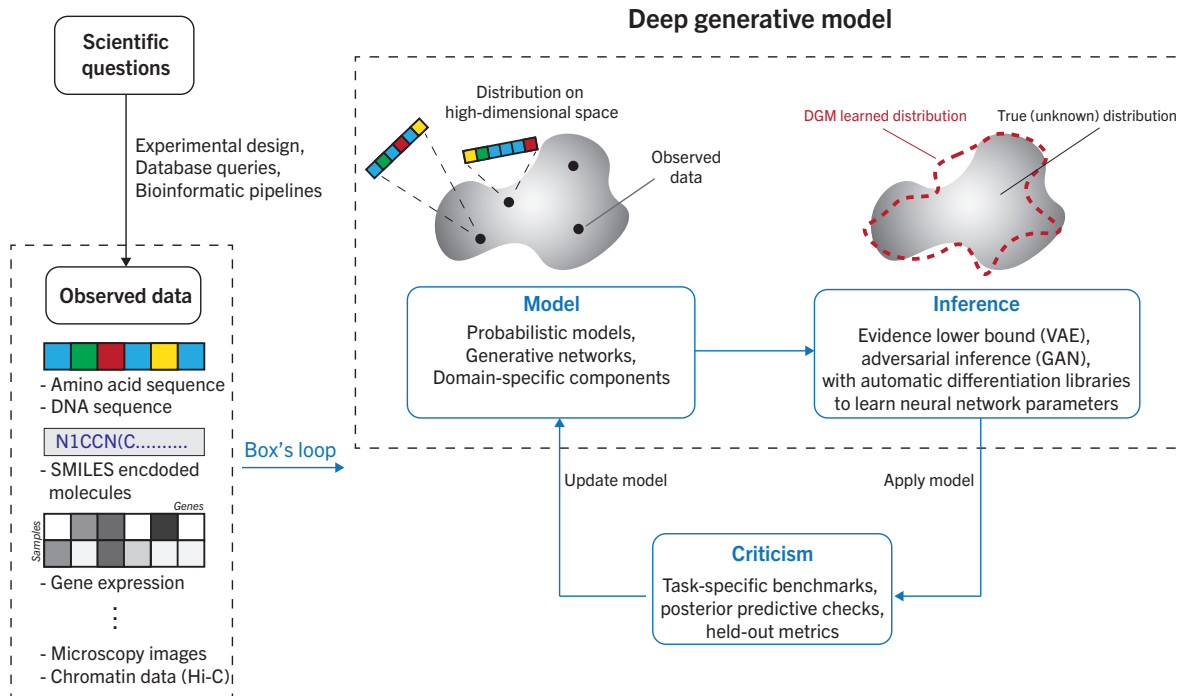 Deep generative model
Scientific
questions
Experimental design,
Database queries,
Bioinformatic pipelines
Observed data
- Amino acid sequence
- DNA sequence
N1CCN(C..........
- SMILES encdoded
molecules
Genes
Samples
- Gene expression
- Microscopy images
- Chromatin data (Hi-C)
Box's loop
Distribution on
high-dimensional space
Observed
data
DGM learned distribution
True (unknown) distribution
Model
Probabilistic models,
Generative networks,
Domain-specific components
Inference
Evidence lower bound (VAE),
adversarial inference (GAN),
with automatic differentiation libraries
to learn neural network parameters
Update model
Apply model
Criticism
Task-specific benchmarks,
posterior predictive checks,
held-out metrics